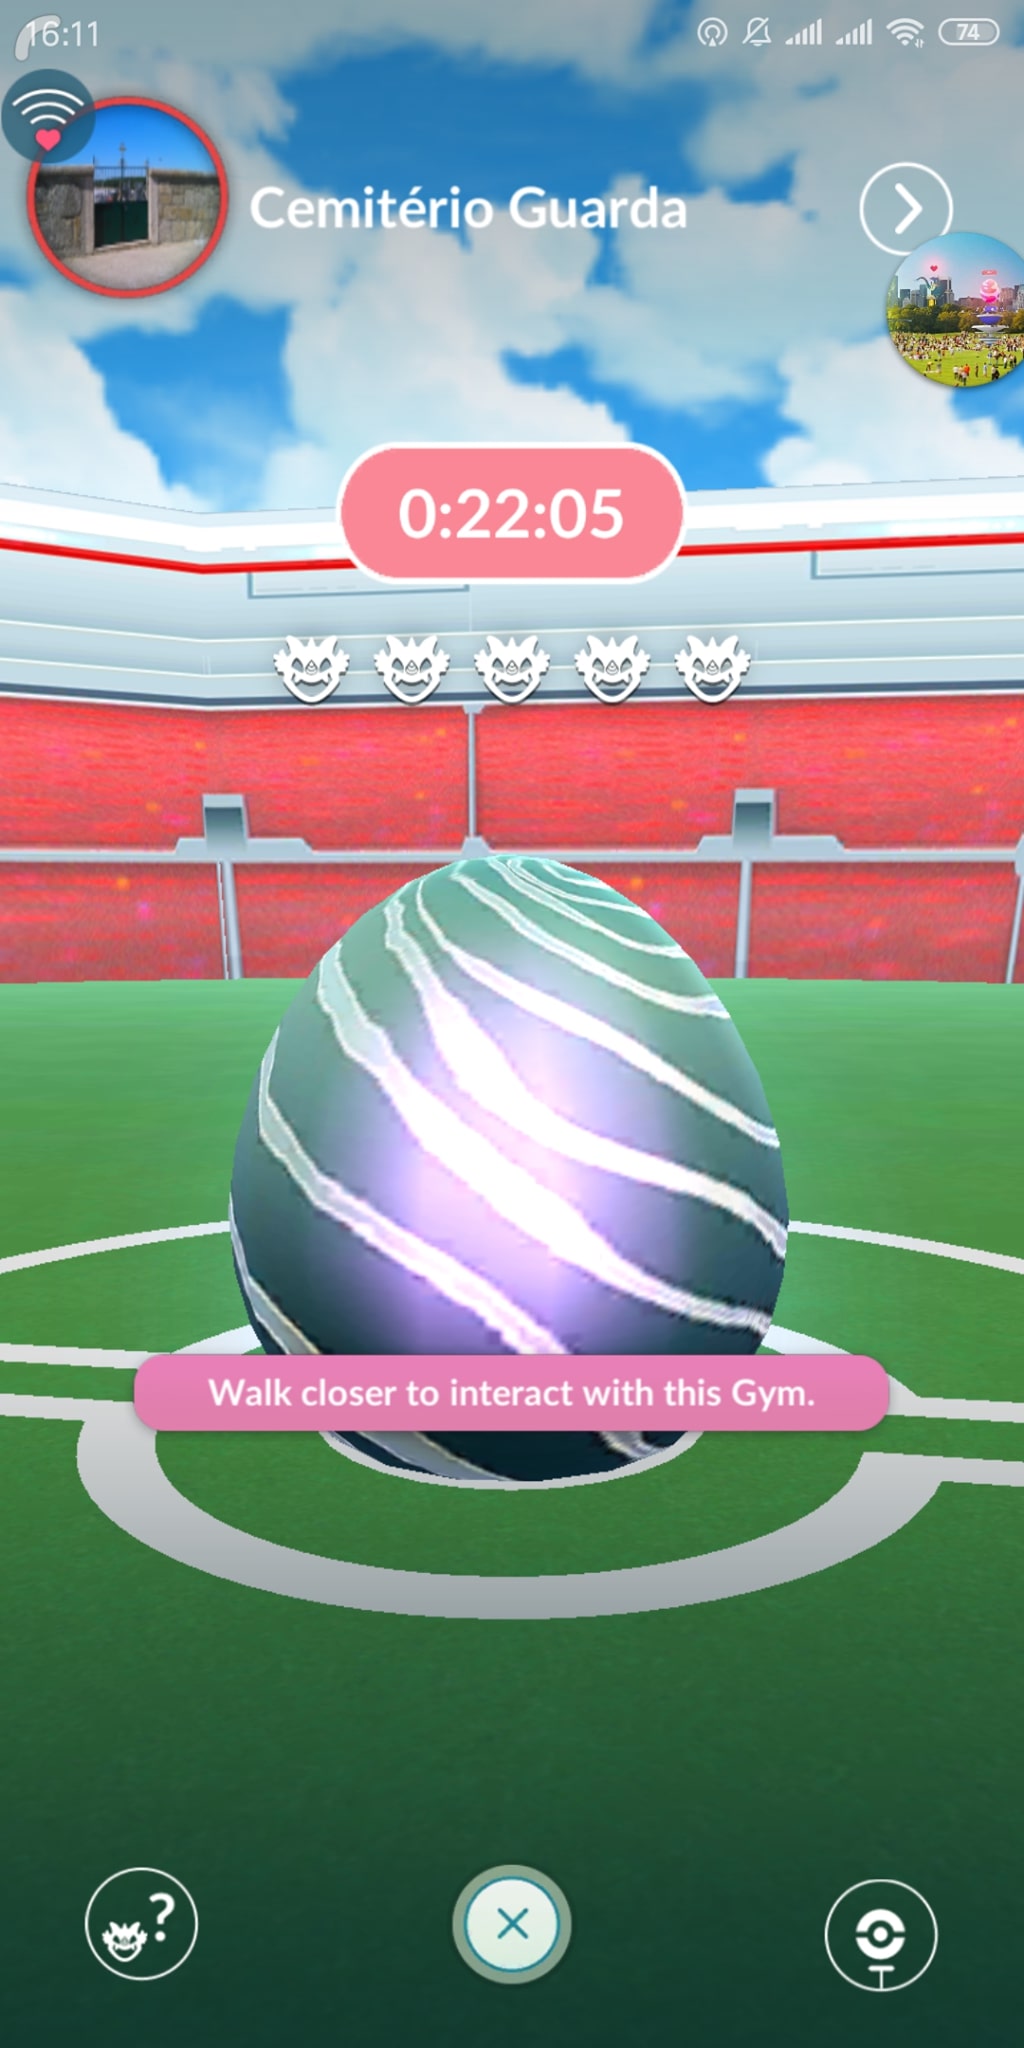 16:11
74
Cemitério Guarda
0:22:05
Walk closer to interact with this Gym.
?